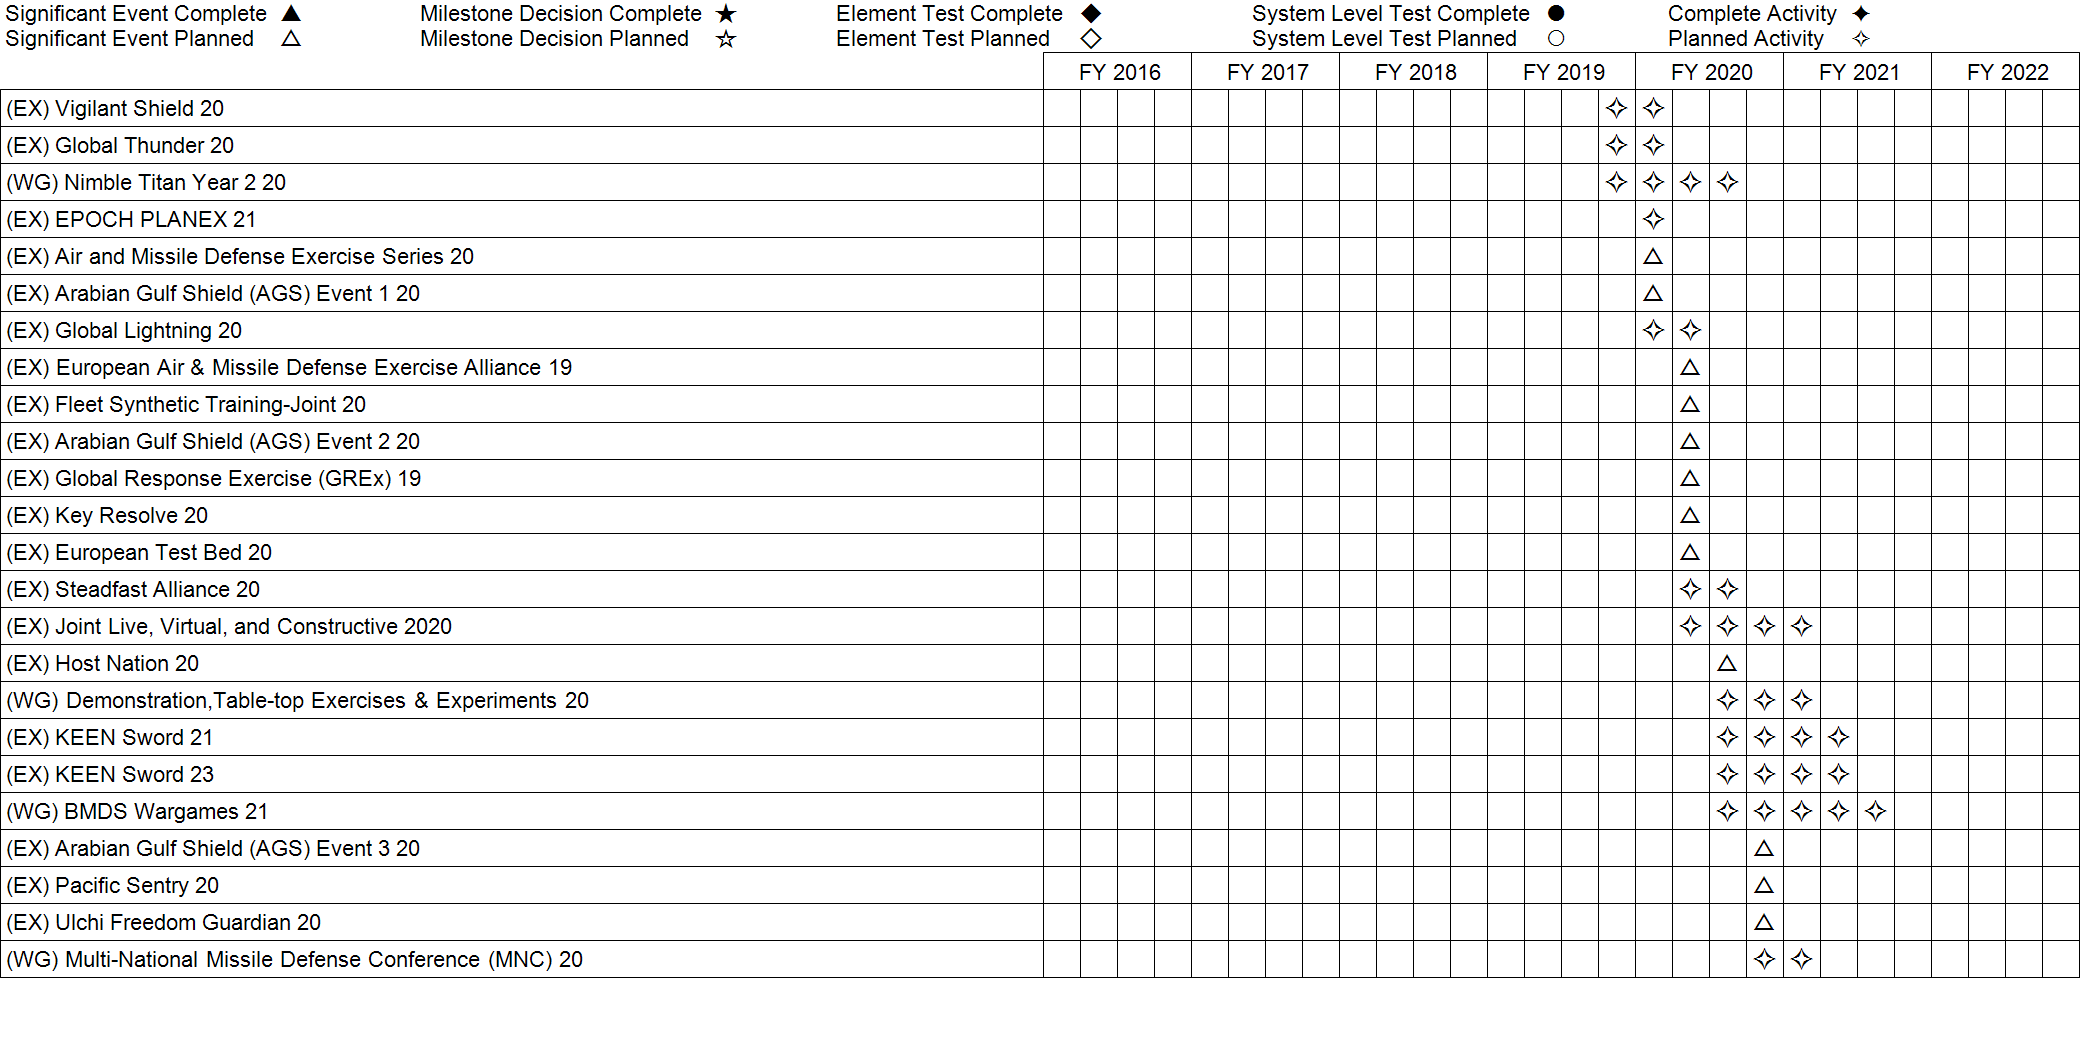 Significant Event Complete ▲ Milestone Decision Complete ★ Element Test Complete ◆ System Level Test Complete ● Complete Activity ✦
Significant Event Planned △ Milestone Decision Planned ☆ Element Test Planned ◇ System Level Test Planned ○ Planned Activity ✧
FY 2016 FY 2017 FY 2018 FY 2019 FY 2020 FY 2021 FY 2022
(EX) Vigilant Shield 20 ✧ ✧
(EX) Global Thunder 20 ✧ ✧
(WG) Nimble Titan Year 2 20 ✧ ✧ ✧ ✧
(EX) EPOCH PLANEX 21 ✧
(EX) Air and Missile Defense Exercise Series 20 △
(EX) Arabian Gulf Shield (AGS) Event 1 20 △
(EX) Global Lightning 20 ✧ ✧
(EX) European Air & Missile Defense Exercise Alliance 19 △
(EX) Fleet Synthetic Training-Joint 20 △
(EX) Arabian Gulf Shield (AGS) Event 2 20 △
(EX) Global Response Exercise (GREx) 19 △
(EX) Key Resolve 20 △
(EX) European Test Bed 20 △
(EX) Steadfast Alliance 20 ✧ ✧
(EX) Joint Live, Virtual, and Constructive 2020 ✧ ✧ ✧ ✧
(EX) Host Nation 20 △
(WG) Demonstration,Table-top Exercises & Experiments 20 ✧ ✧ ✧
(EX) KEEN Sword 21 ✧ ✧ ✧ ✧
(EX) KEEN Sword 23 ✧ ✧ ✧ ✧
(WG) BMDS Wargames 21 ✧ ✧ ✧ ✧ ✧
(EX) Arabian Gulf Shield (AGS) Event 3 20 △
(EX) Pacific Sentry 20 △
(EX) Ulchi Freedom Guardian 20 △
(WG) Multi-National Missile Defense Conference (MNC) 20 ✧ ✧